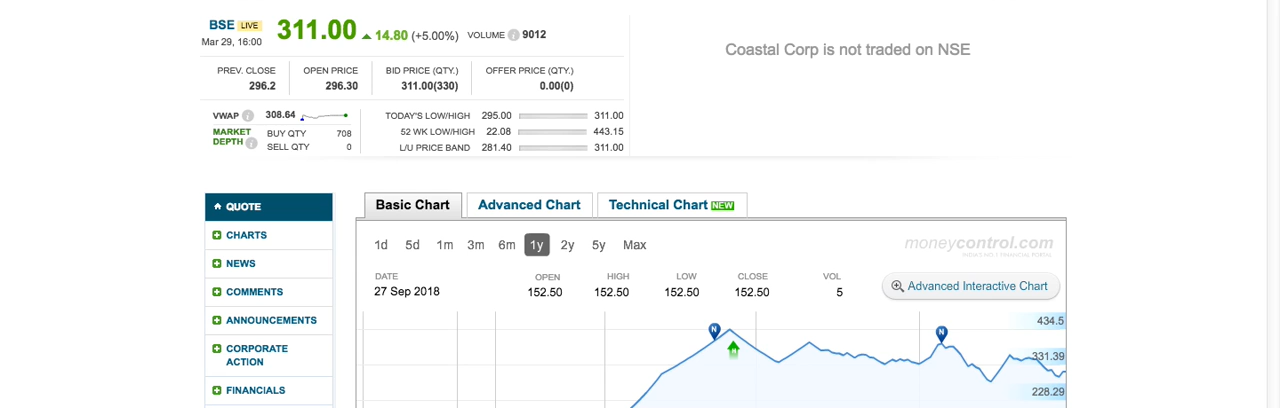 BSE LIVE 311.00 14.80 (+5.00%) VOLUME i 9012
Mar 29, 16:00
Coastal Corp is not traded on NSE
PREV. CLOSE OPEN PRICE BID PRICE (QTY.) OFFER PRICE (QTY.)
296.2 296.30 311.00(330) 0.00(0)
VWAP i 308.64
MARKET DEPTH i
BUY QTY 708
SELL QTY 0
TODAY'S LOW/HIGH 295.00 311.00
52 WK LOW/HIGH 22.08 443.15
L/U PRICE BAND 281.40 311.00
QUOTE
CHARTS
NEWS
COMMENTS
ANNOUNCEMENTS
CORPORATE
ACTION
FINANCIALS
Basic Chart Advanced Chart Technical Chart NEW
1d 5d 1m 3m 6m 1y 2y 5y Max
moneycontrol.com
INDIA'S NO.1 FINANCIAL PORTAL
DATE OPEN HIGH LOW CLOSE VOL
27 Sep 2018 152.50 152.50 152.50 152.50 5
Advanced Interactive Chart
N N
434.5
331.39
228.29